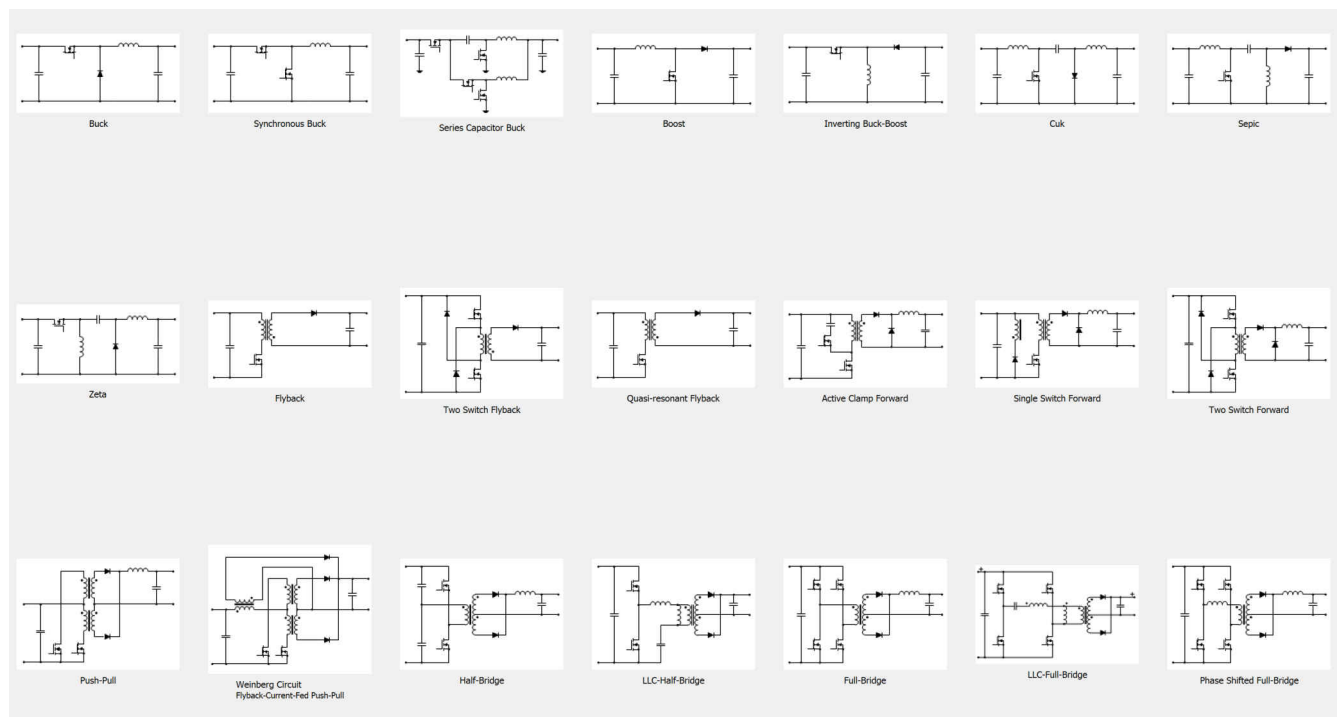 Buck
Synchronous Buck
Series Capacitor Buck
Boost
Inverting Buck-Boost
Cuk
Sepic
Zeta
Flyback
Two Switch Flyback
Quasi-resonant Flyback
Active Clamp Forward
Single Switch Forward
Two Switch Forward
Push-Pull
Weinberg Circuit
Flyback-Current-Fed Push-Pull
Half-Bridge
LLC-Half-Bridge
Full-Bridge
LLC-Full-Bridge
Phase Shifted Full-Bridge